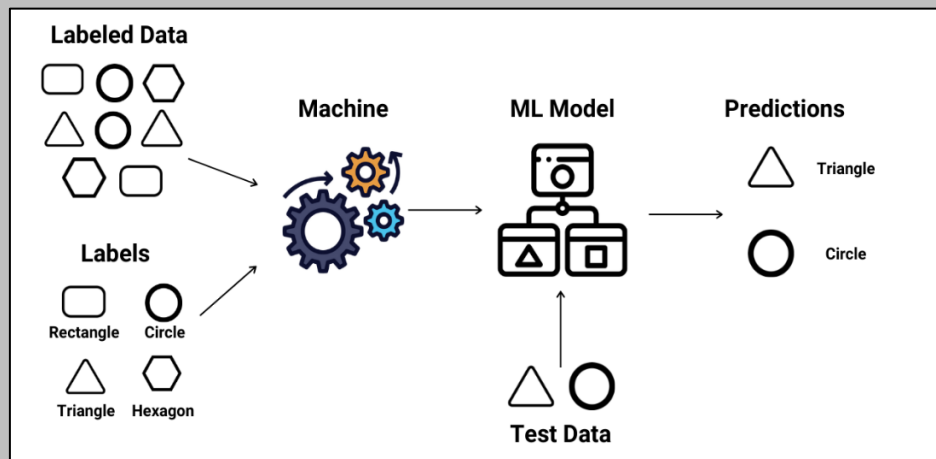 Labeled Data
Machine
ML Model
Predictions
Triangle
Circle
Labels
Rectangle Circle
Triangle Hexagon
Test Data